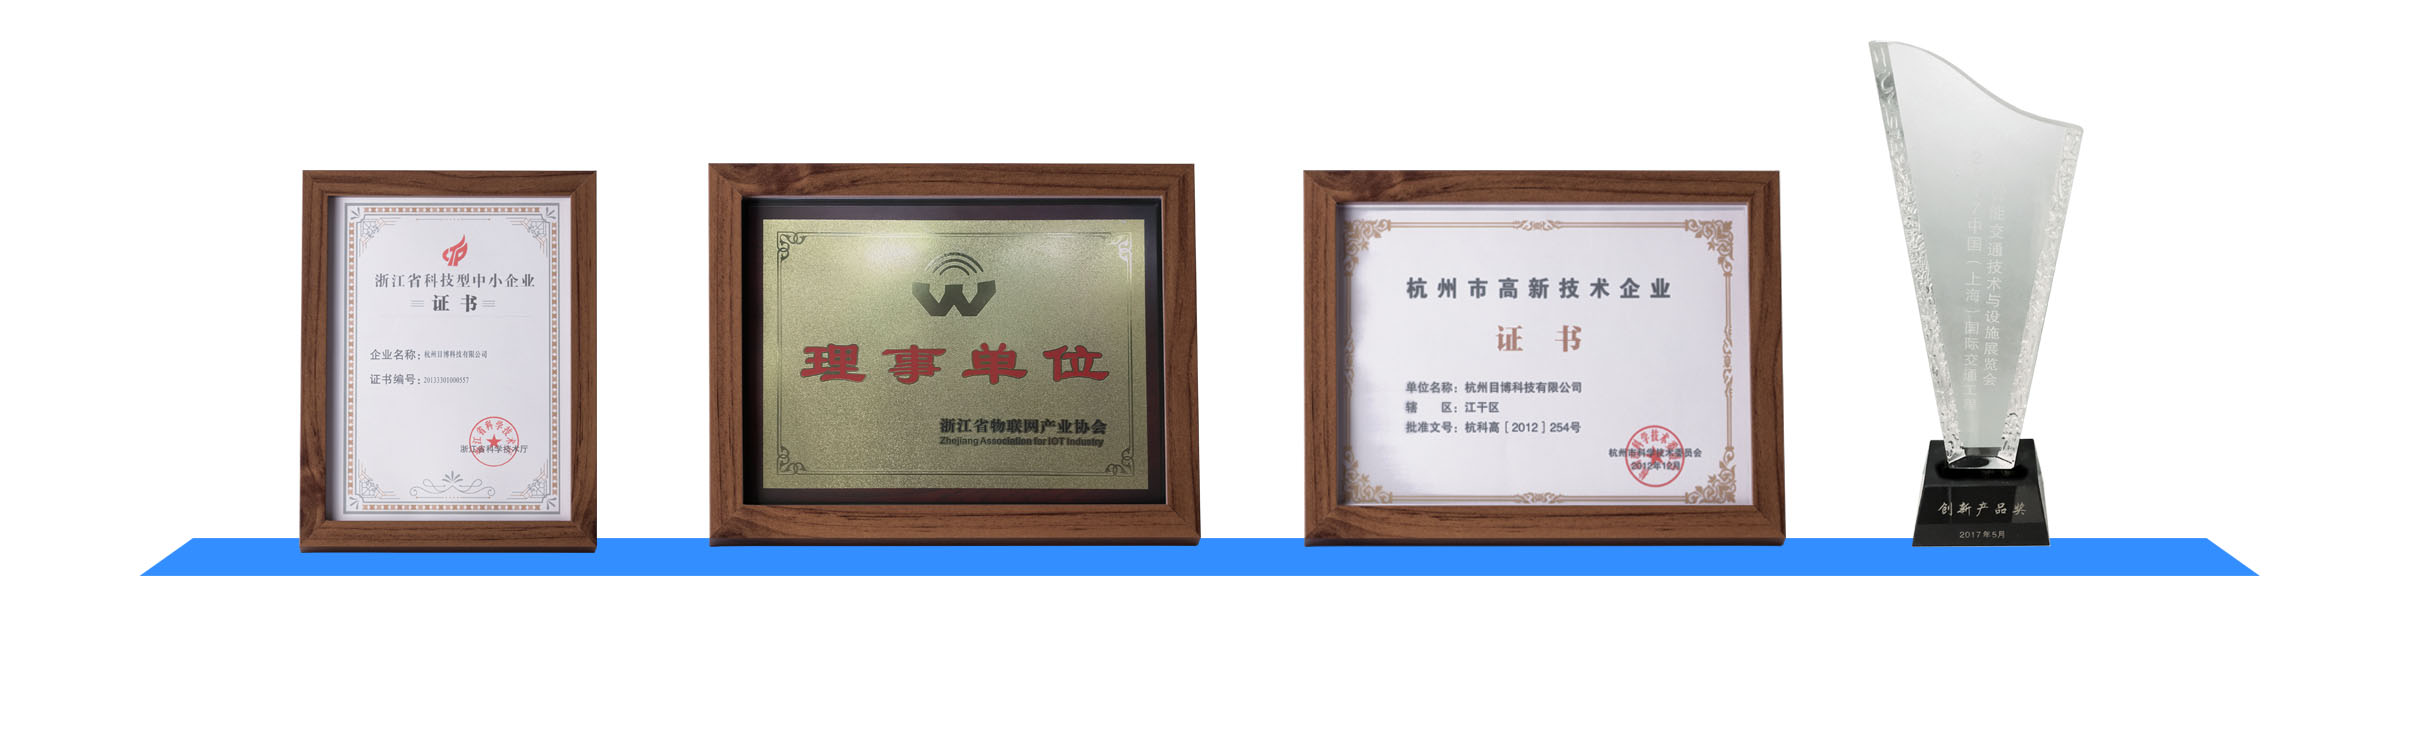 浙江省科技型中小企业
证书
企业名称：杭州目博科技有限公司
证书编号：20133301000557
浙江省科学技术厅
理事单位
浙江省物联网产业协会
Zhejiang Association for IOT Industry
杭州市高新技术企业
证书
单位名称：杭州目博科技有限公司
辖 区：江干区
批准文号：杭科高［2012］254号
杭州市科学技术委员会
2012年12月
中国（上海）国际交通工程
能交通技术与设施展览会
创新产品奖
2017年5月